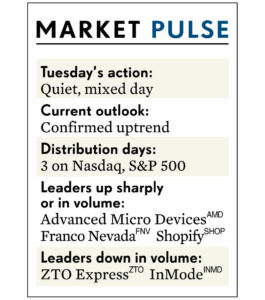 MARKET PULSE
Tuesday's action:
Quiet, mixed day
Current outlook:
Confirmed uptrend
Distribution days:
3 on Nasdaq, S&P 500
Leaders up sharply
or in volume:
Advanced Micro Devices AMD
Franco Nevada FNV Shopify SHOP
Leaders down in volume:
ZTO Express ZTO InMode INMD